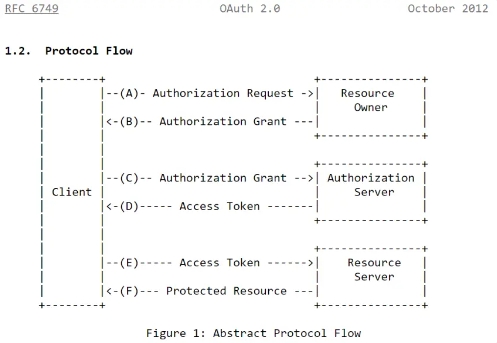 RFC 6749 OAuth 2.0 October 2012
1.2. Protocol Flow
+--------+                               +---------------+
|        |--(A)- Authorization Request ->|   Resource    |
|        |                               |     Owner     |
|        |<-(B)-- Authorization Grant ---|               |
|        |                               +---------------+
|        |
|        |                               +---------------+
|        |--(C)-- Authorization Grant -->| Authorization |
| Client |                               |     Server    |
|        |<-(D)----- Access Token -------|               |
|        |                               +---------------+
|        |
|        |                               +---------------+
|        |--(E)----- Access Token ------>|    Resource   |
|        |                               |     Server    |
|        |<-(F)--- Protected Resource ---|               |
+--------+                               +---------------+
Figure 1: Abstract Protocol Flow